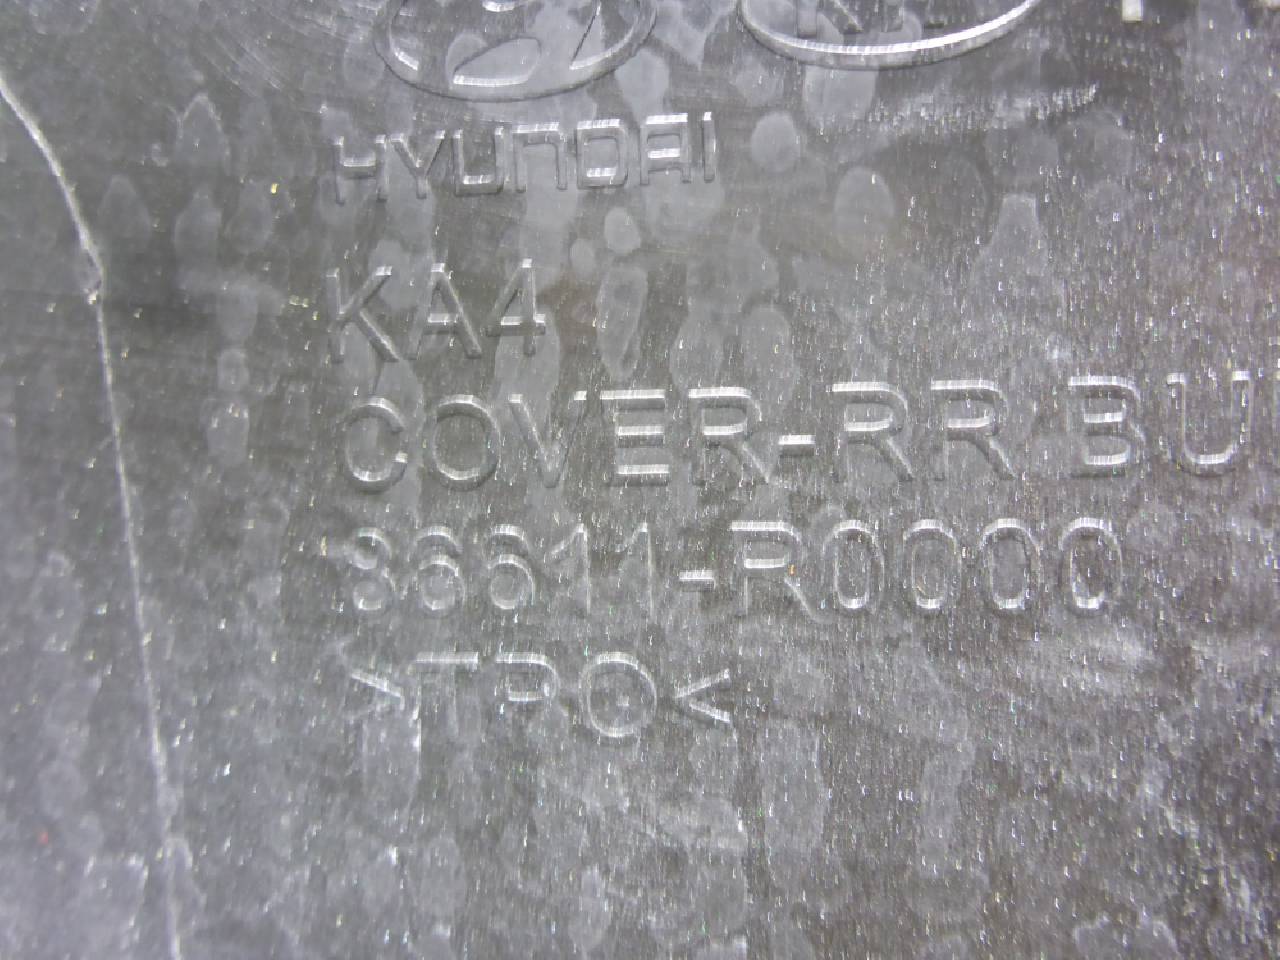 HYUNDAI
KA4
COVER-RR BU
86611-R0000
>TPO<